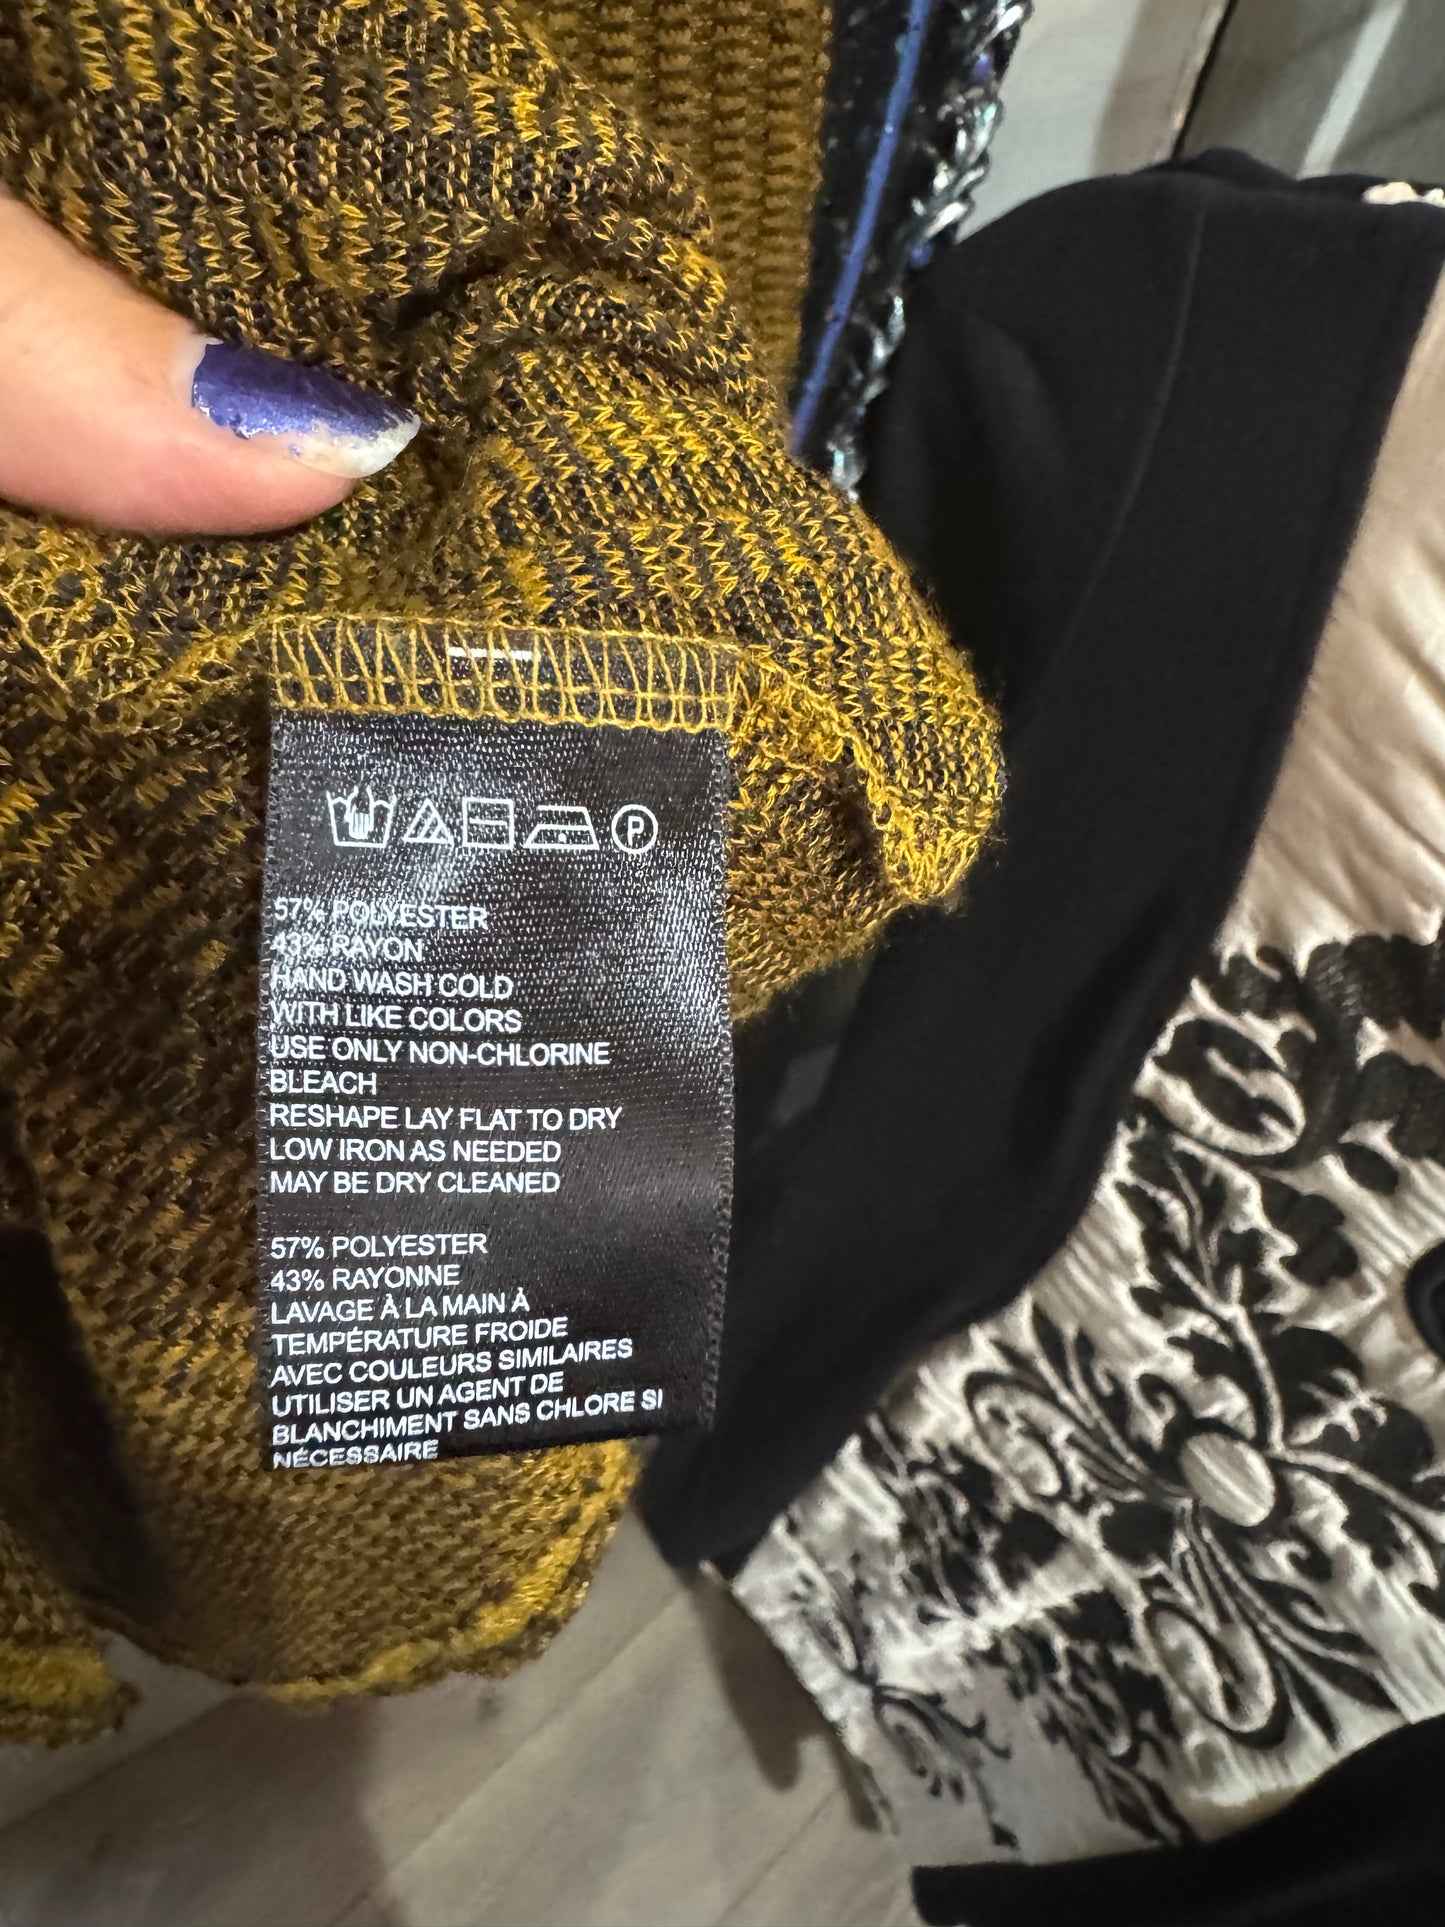 P
57% POLYESTER
43% RAYON
HAND WASH COLD
WITH LIKE COLORS
USE ONLY NON-CHLORINE
BLEACH
RESHAPE LAY FLAT TO DRY
LOW IRON AS NEEDED
MAY BE DRY CLEANED
57% POLYESTER
43% RAYONNE
LAVAGE À LA MAIN À
TEMPÉRATURE FROIDE
AVEC COULEURS SIMILAIRES
UTILISER UN AGENT DE
BLANCHIMENT SANS CHLORE SI
NÉCESSAIRE